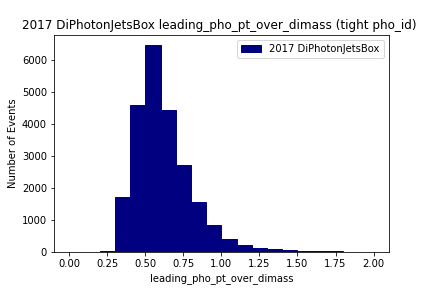 2017 DiPhotonJetsBox leading_pho_pt_over_dimass (tight pho_id)
2017 DiPhotonJetsBox
Number of Events
6000
5000
4000
3000
2000
1000
0
0.00 0.25 0.50 0.75 1.00 1.25 1.50 1.75 2.00
leading_pho_pt_over_dimass